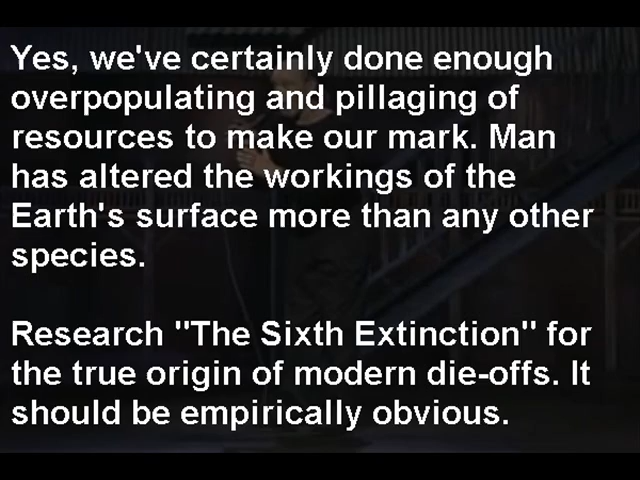 Yes, we've certainly done enough
overpopulating and pillaging of
resources to make our mark. Man
has altered the workings of the
Earth's surface more than any other
species.
Research "The Sixth Extinction" for
the true origin of modern die-offs. It
should be empirically obvious.